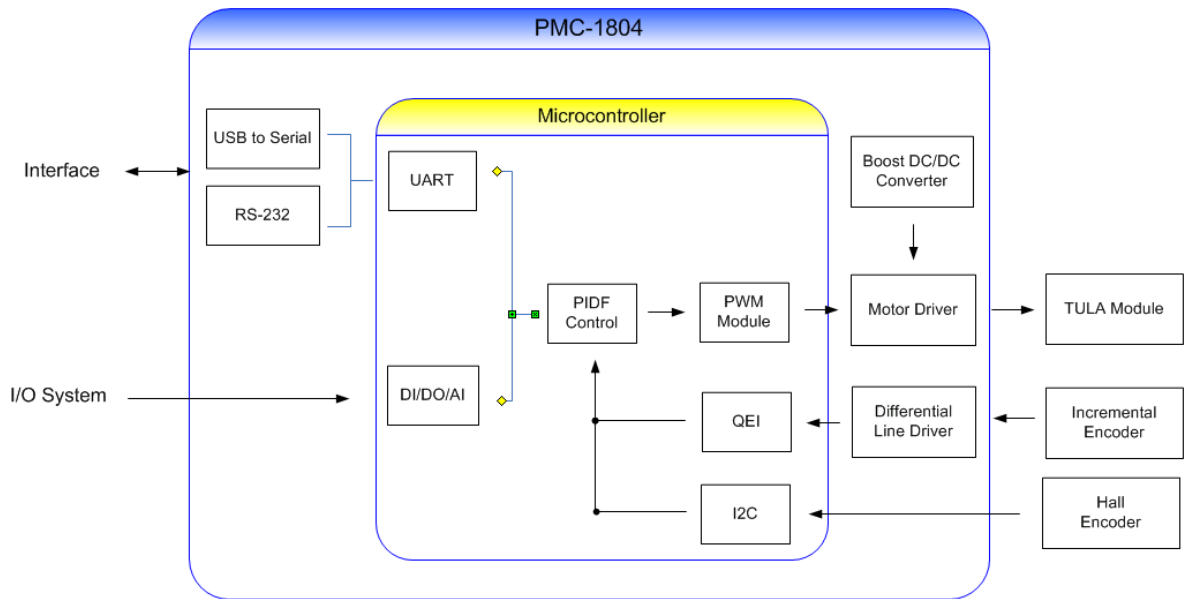 PMC-1804
Microcontroller
USB to Serial
Interface
UART
RS-232
Boost DC/DC
Converter
PIDF
Control
PWM
Module
Motor Driver
TULA Module
I/O System
DI/DO/AI
QEI
Differential
Line Driver
Incremental
Encoder
I2C
Hall
Encoder